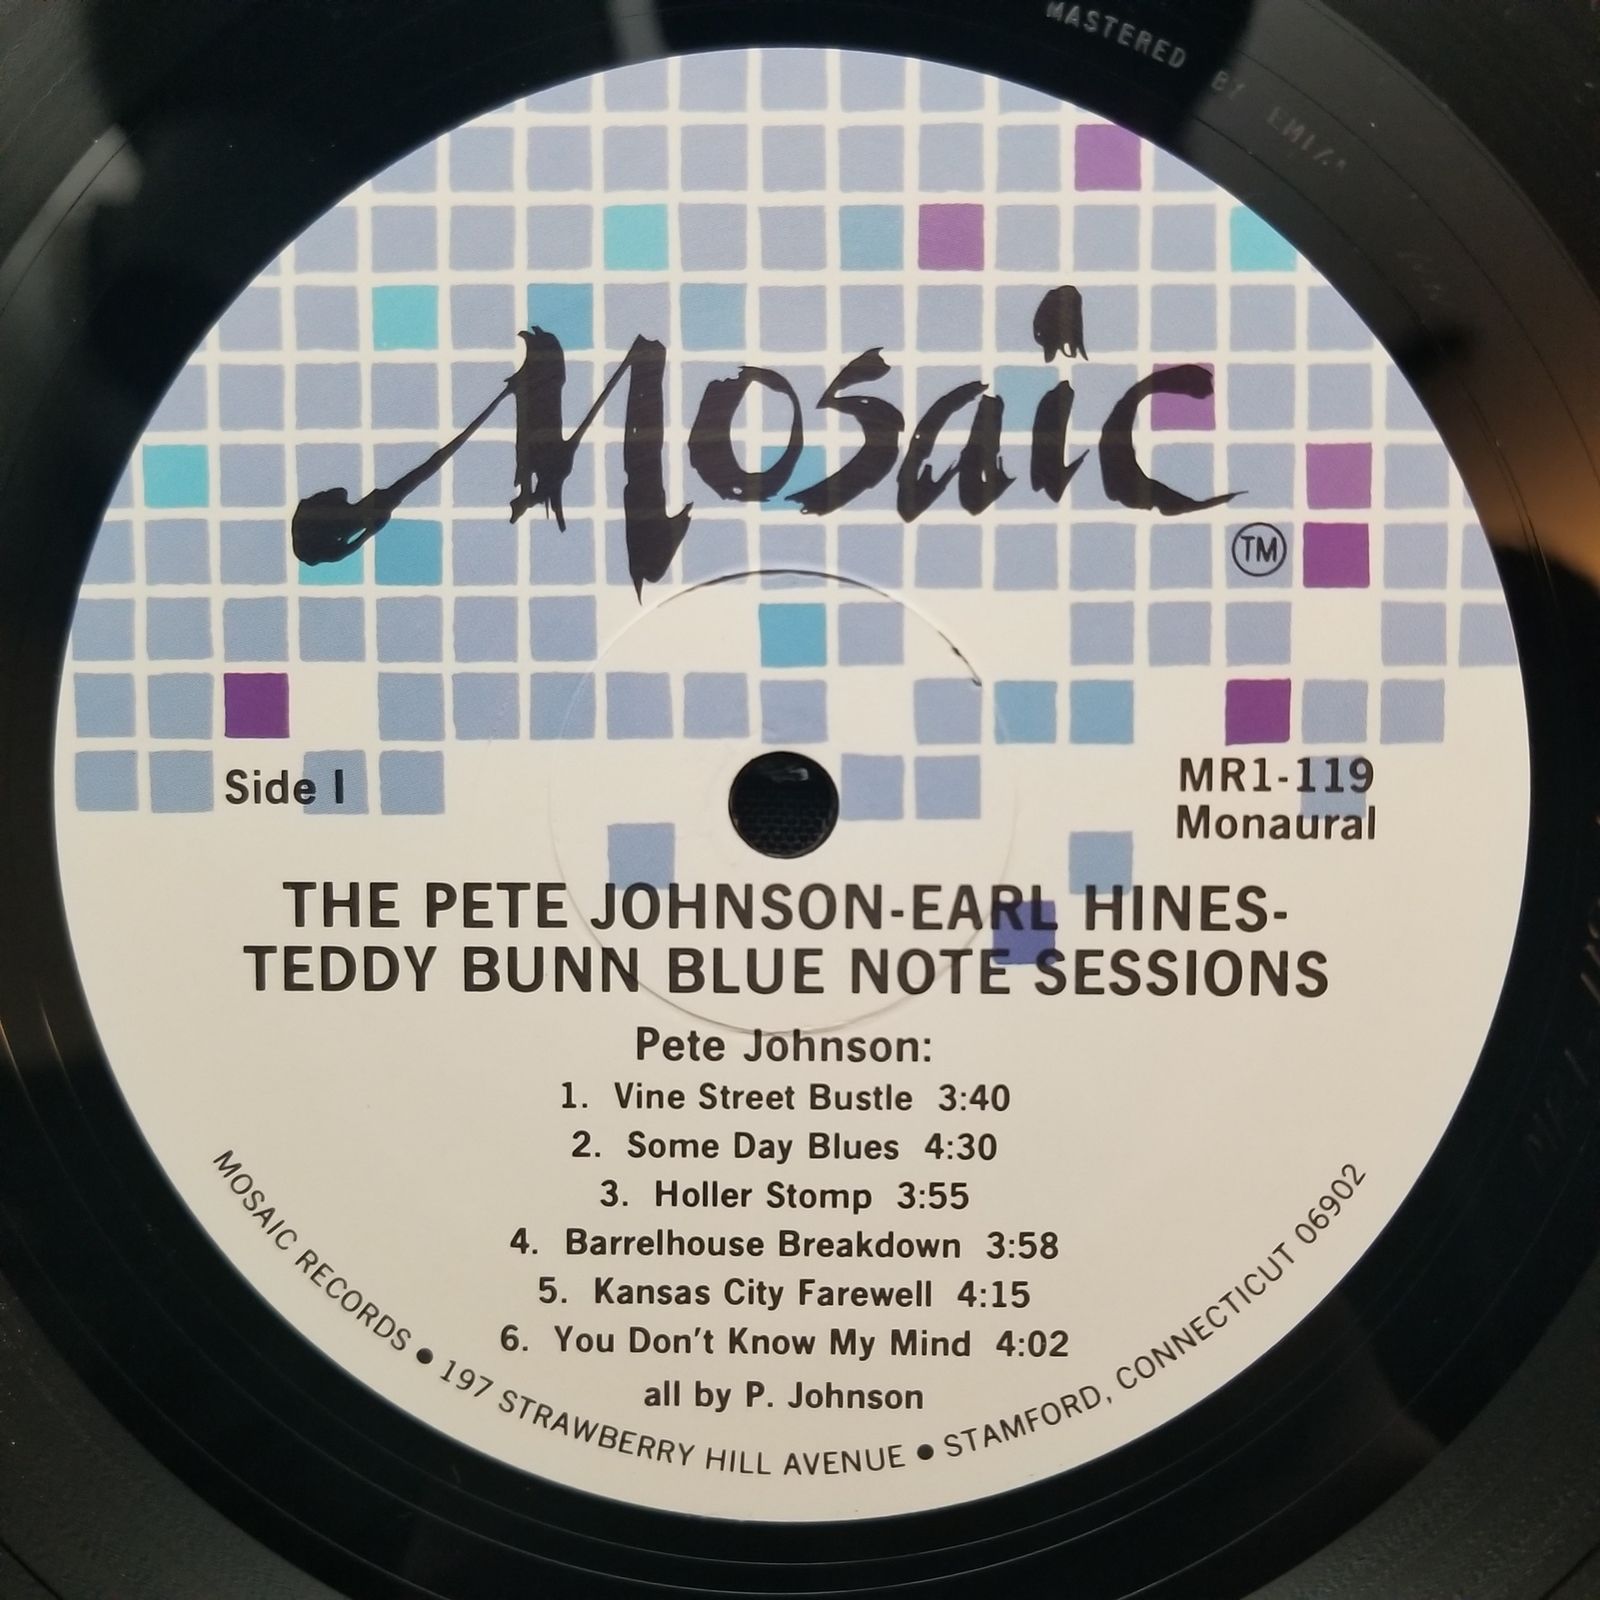 MASTERED BY EMI/
Mosaic
TM
Side I
MR1-119
Monaural
THE PETE JOHNSON-EARL HINES-
TEDDY BUNN BLUE NOTE SESSIONS
Pete Johnson:
1. Vine Street Bustle 3:40
2. Some Day Blues 4:30
3. Holler Stomp 3:55
4. Barrelhouse Breakdown 3:58
5. Kansas City Farewell 4:15
6. You Don't Know My Mind 4:02
all by P. Johnson
MOSAIC RECORDS ● 197 STRAWBERRY HILL AVENUE ● STAMFORD, CONNECTICUT 06902